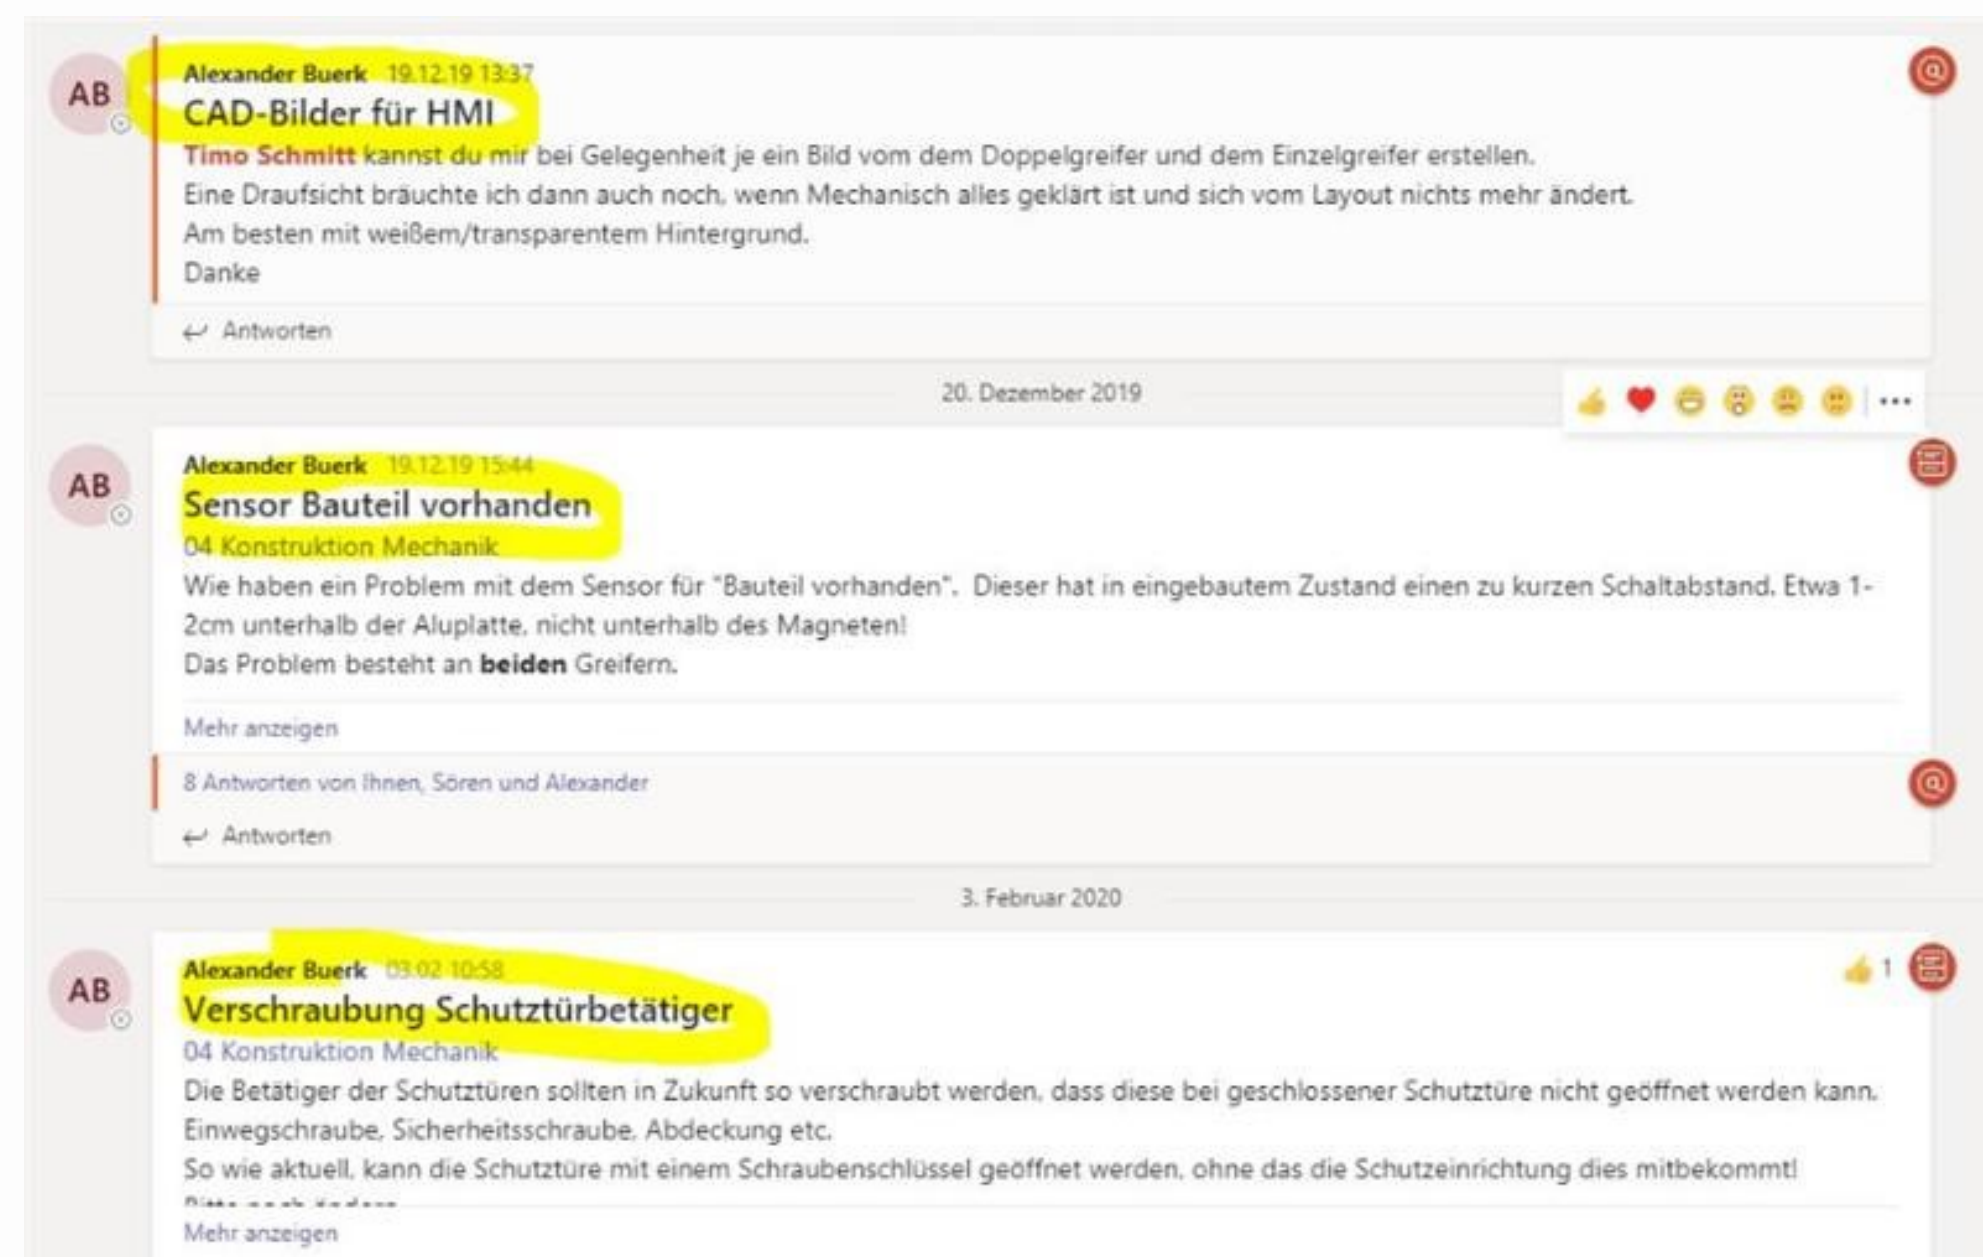 AB
Alexander Buerk 19.12.19 13:37
CAD-Bilder für HMI
Timo Schmitt kannst du mir bei Gelegenheit je ein Bild vom dem Doppelgreifer und dem Einzelgreifer erstellen.
Eine Draufsicht bräuchte ich dann auch noch, wenn Mechanisch alles geklärt ist und sich vom Layout nichts mehr ändert.
Am besten mit weißem/transparentem Hintergrund.
Danke
Antworten
20. Dezember 2019
AB
Alexander Buerk 19.12.19 15:44
Sensor Bauteil vorhanden
04 Konstruktion Mechanik
Wie haben ein Problem mit dem Sensor für "Bauteil vorhanden". Dieser hat in eingebautem Zustand einen zu kurzen Schaltabstand. Etwa 1-
2cm unterhalb der Aluplatte, nicht unterhalb des Magneten!
Das Problem besteht an beiden Greifern.
Mehr anzeigen
8 Antworten von Ihnen, Sören und Alexander
Antworten
3. Februar 2020
AB
Alexander Buerk 03.02 10:58
1
Verschraubung Schutztürbetätiger
04 Konstruktion Mechanik
Die Betätiger der Schutztüren sollten in Zukunft so verschraubt werden, dass diese bei geschlossener Schutztüre nicht geöffnet werden kann.
Einwegschraube, Sicherheitsschraube, Abdeckung etc.
So wie aktuell, kann die Schutztüre mit einem Schraubenschlüssel geöffnet werden, ohne das die Schutzeinrichtung dies mitbekommt!
Mehr anzeigen